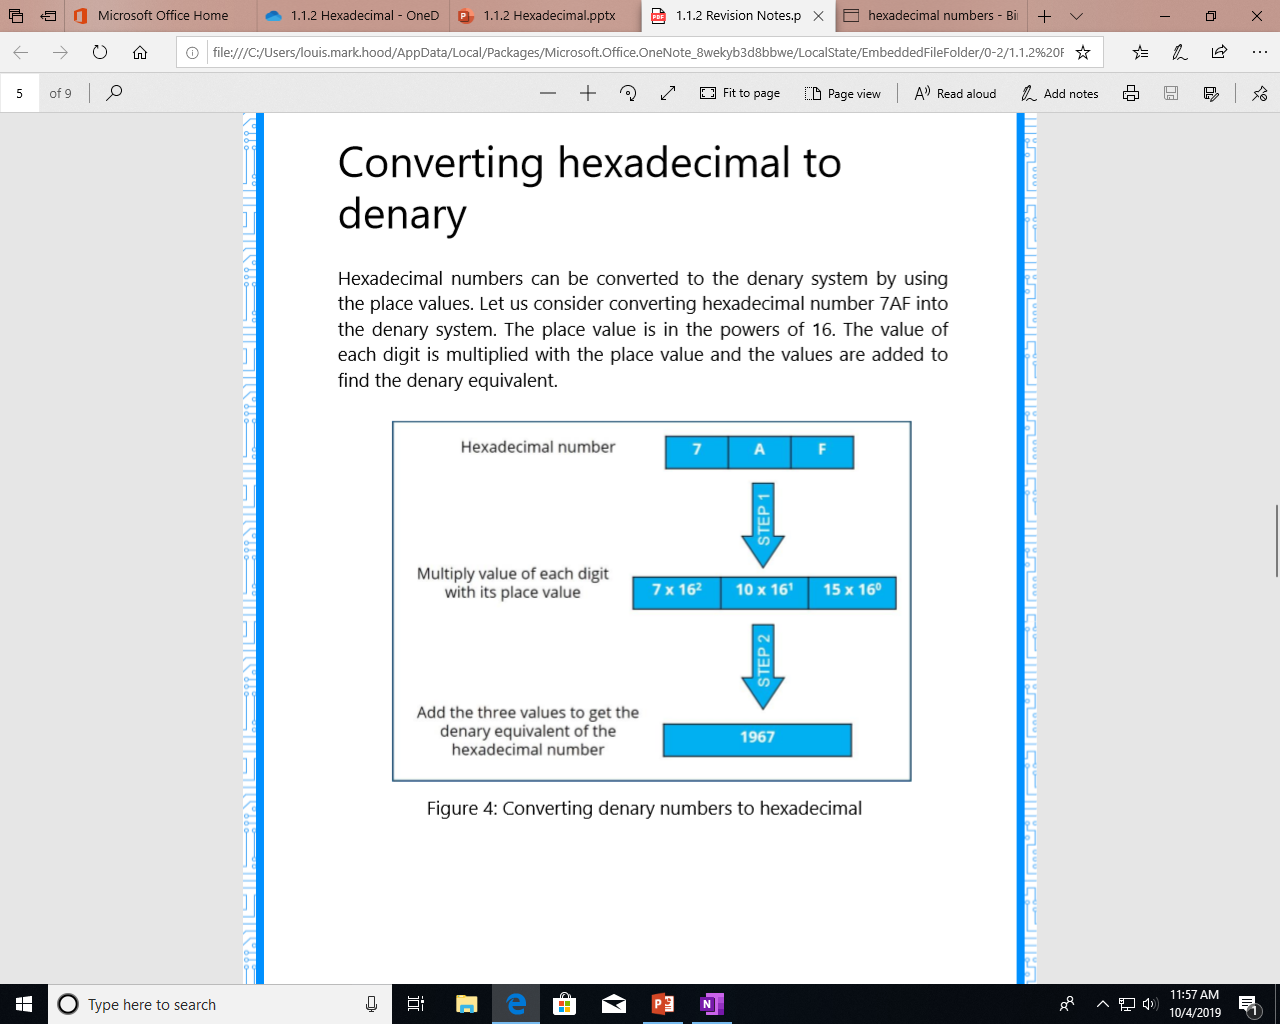 Microsoft Office Home
1.1.2 Hexadecimal - OneD
1.1.2 Hexadecimal.pptx
1.1.2 Revision Notes.p
hexadecimal numbers - Bi
file:///C:/Users/louis.mark.hood/AppData/Local/Packages/Microsoft.Office.OneNote_8wekyb3d8bbwe/LocalState/EmbeddedFileFolder/0-2/1.1.2%20F
5 of 9
Fit to page
Page view
Read aloud
Add notes
Converting hexadecimal to
denary
Hexadecimal numbers can be converted to the denary system by using
the place values. Let us consider converting hexadecimal number 7AF into
the denary system. The place value is in the powers of 16. The value of
each digit is multiplied with the place value and the values are added to
find the denary equivalent.
Hexadecimal number
7 A F
STEP 1
Multiply value of each digit
with its place value
7 x 16² 10 x 16¹ 15 x 16⁰
STEP 2
Add the three values to get the
denary equivalent of the
hexadecimal number
1967
Figure 4: Converting denary numbers to hexadecimal
Type here to search
11:57 AM
10/4/2019
1